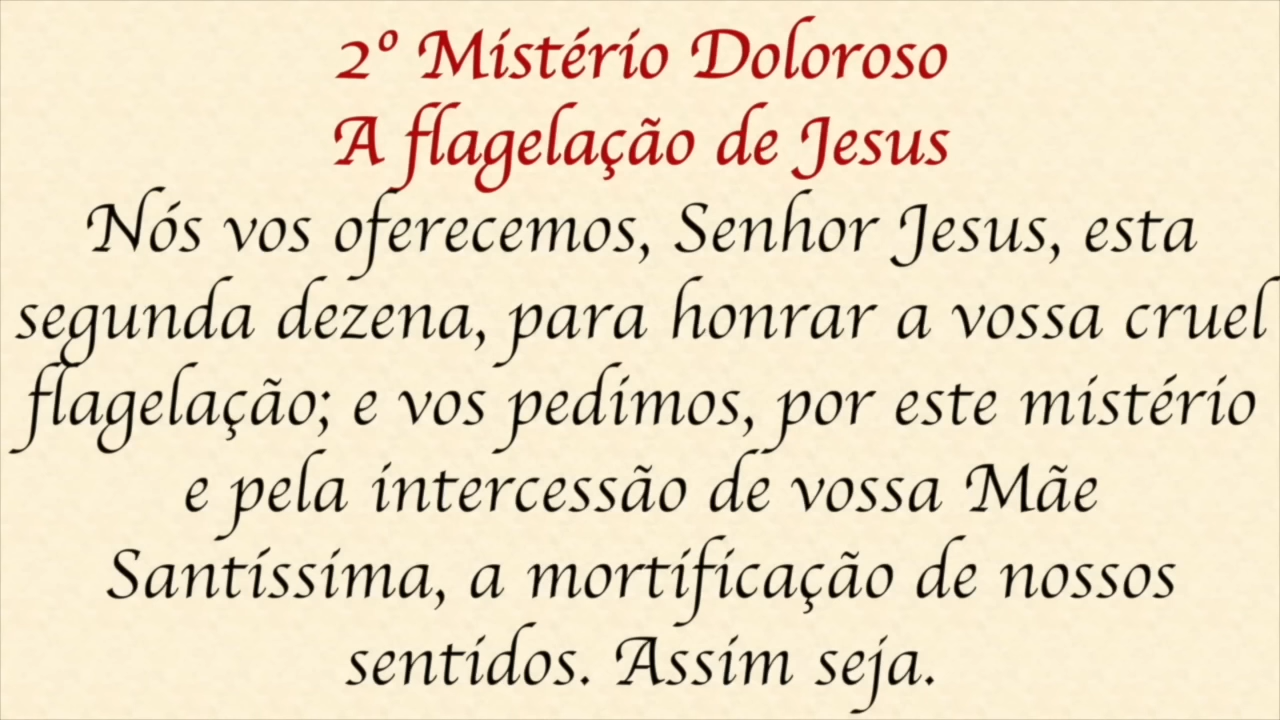 2º Mistério Doloroso
A flagelação de Jesus
Nós vos oferecemos, Senhor Jesus, esta
segunda dezena, para honrar a vossa cruel
flagelação; e vos pedimos, por este mistério
e pela intercessão de vossa Mãe
Santíssima, a mortificação de nossos
sentidos. Assim seja.